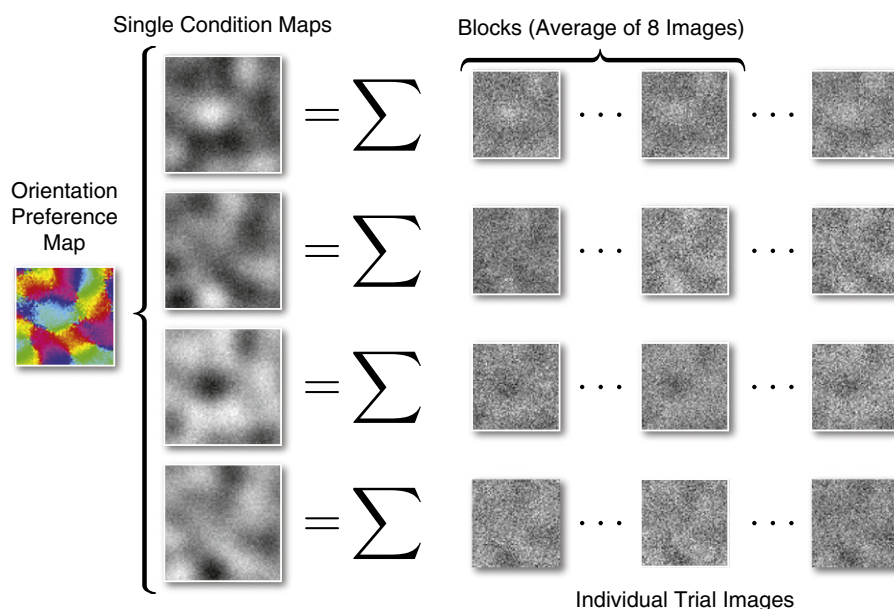 Single Condition Maps
Blocks (Average of 8 Images)
Orientation
Preference
Map
= ∑ · · · · · ·
= ∑ · · · · · ·
= ∑ · · · · · ·
= ∑ · · · · · ·
Individual Trial Images